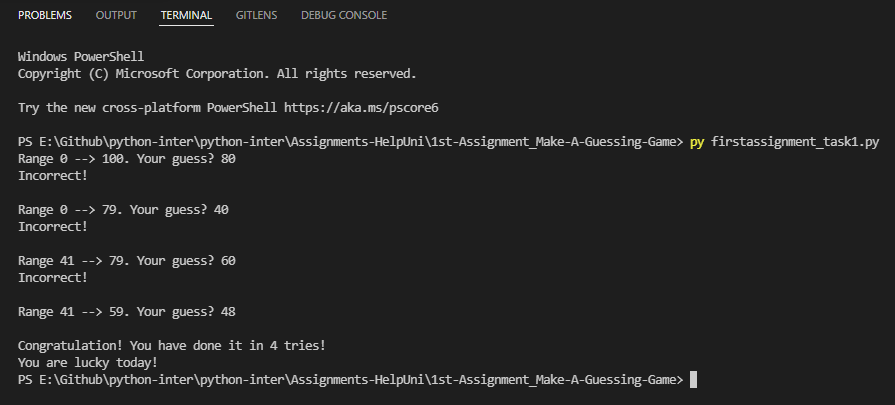 PROBLEMS OUTPUT TERMINAL GITLENS DEBUG CONSOLE
Windows PowerShell
Copyright (C) Microsoft Corporation. All rights reserved.
Try the new cross-platform PowerShell https://aka.ms/pscore6
PS E:\Github\python-inter\python-inter\Assignments-HelpUni\1st-Assignment_Make-A-Guessing-Game> py firstassignment_task1.py
Range 0 --> 100. Your guess? 80
Incorrect!
Range 0 --> 79. Your guess? 40
Incorrect!
Range 41 --> 79. Your guess? 60
Incorrect!
Range 41 --> 59. Your guess? 48
Congratulation! You have done it in 4 tries!
You are lucky today!
PS E:\Github\python-inter\python-inter\Assignments-HelpUni\1st-Assignment_Make-A-Guessing-Game>